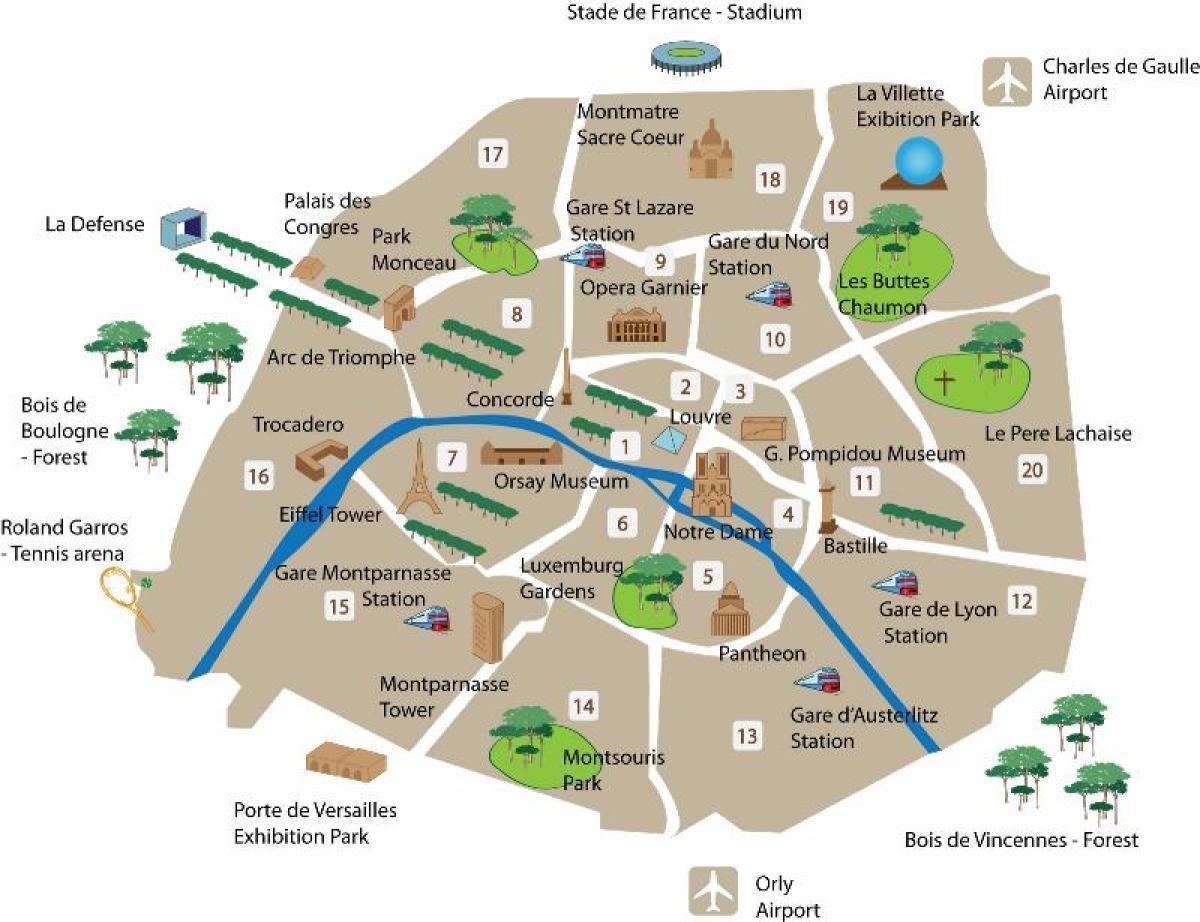 Stade de France - Stadium
Charles de Gaulle
Airport
La Villette
Exibition Park
Montmatre
Sacre Coeur
17
18
19
Palais des
Congres
La Defense
Park
Monceau
Gare St Lazare
Station
9
Gare du Nord
Station
Opera Garnier
Les Buttes
Chaumon
8
10
Arc de Triomphe
Concorde
2
3
Bois de
Boulogne
- Forest
Trocadero
Louvre
Le Pere Lachaise
1
7
G. Pompidou Museum
16
Orsay Museum
11
20
Eiffel Tower
6
4
Notre Dame
Bastille
Roland Garros
- Tennis arena
Gare Montparnasse
Station
15
Luxemburg
Gardens
5
Gare de Lyon
Station
12
Pantheon
Montparnasse
Tower
14
13
Gare d'Austerlitz
Station
Montsouris
Park
Porte de Versailles
Exhibition Park
Bois de Vincennes - Forest
Orly
Airport